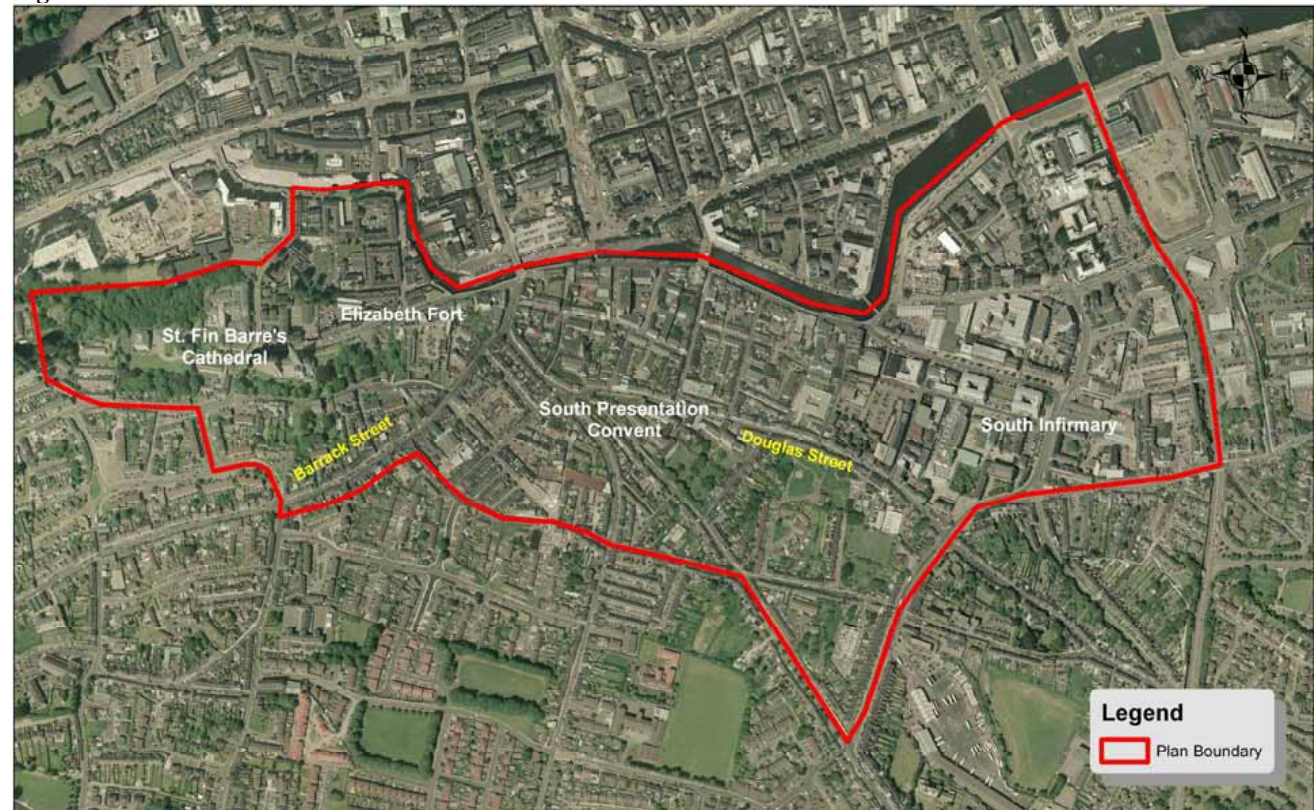 N
W
E
S
St. Fin Barre's
Cathedral
Elizabeth Fort
Barrack Street
South Presentation
Convent
Douglas Street
South Infirmary
Legend
Plan Boundary